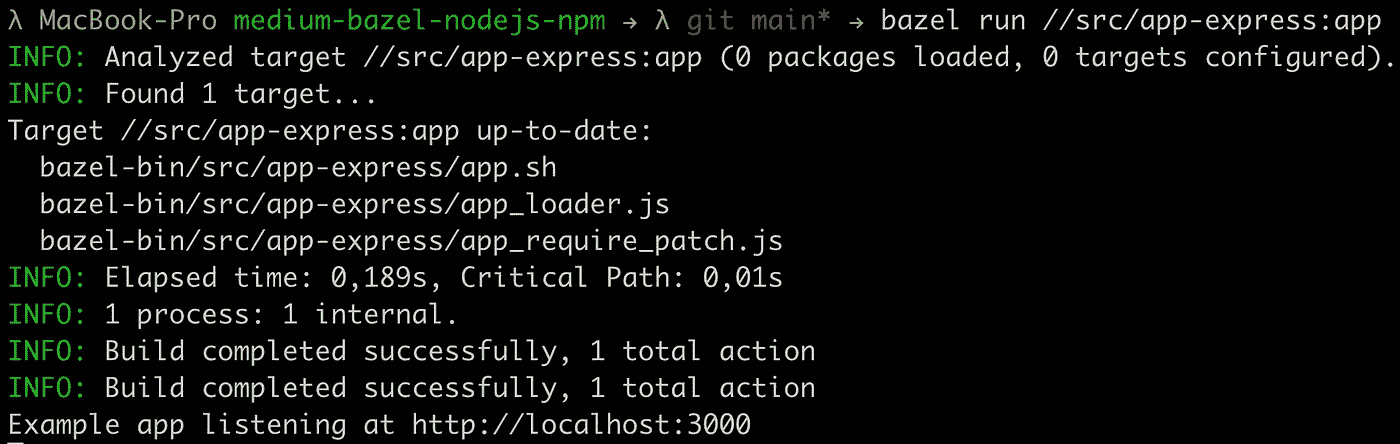 λ MacBook-Pro medium-bazel-nodejs-npm → λ git main* → bazel run //src/app-express:app
INFO: Analyzed target //src/app-express:app (0 packages loaded, 0 targets configured).
INFO: Found 1 target...
Target //src/app-express:app up-to-date:
  bazel-bin/src/app-express/app.sh
  bazel-bin/src/app-express/app_loader.js
  bazel-bin/src/app-express/app_require_patch.js
INFO: Elapsed time: 0,189s, Critical Path: 0,01s
INFO: 1 process: 1 internal.
INFO: Build completed successfully, 1 total action
INFO: Build completed successfully, 1 total action
Example app listening at http://localhost:3000